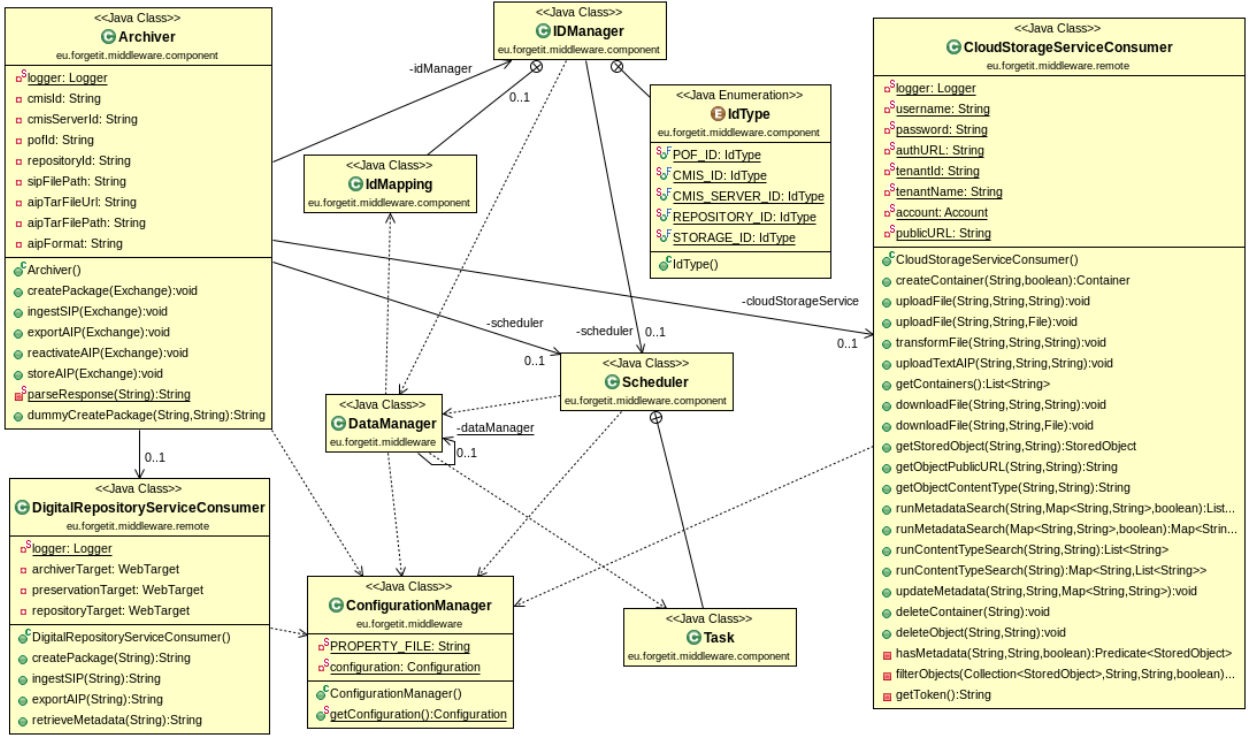 <<Java Class>>
Archiver
eu.forgetit.middleware.component
logger: Logger
cmisId: String
cmisServerId: String
pofId: String
repositoryId: String
sipFilePath: String
aipTarFileUrl: String
aipTarFilePath: String
aipFormat: String
Archiver()
createPackage(Exchange):void
ingestSIP(Exchange):void
exportAIP(Exchange):void
reactivateAIP(Exchange):void
storeAIP(Exchange):void
parseResponse(String):String
dummyCreatePackage(String,String):String
<<Java Class>>
IDManager
eu.forgetit.middleware.component
-idManager
0..1
<<Java Enumeration>>
IdType
eu.forgetit.middleware.component
POF_ID: IdType
CMIS_ID: IdType
CMIS_SERVER_ID: IdType
REPOSITORY_ID: IdType
STORAGE_ID: IdType
IdType()
<<Java Class>>
IdMapping
eu.forgetit.middleware.component
-cloudStorageService
0..1
-scheduler
0..1
-scheduler
0..1
<<Java Class>>
Scheduler
eu.forgetit.middleware.component
<<Java Class>>
DataManager
eu.forgetit.middleware
-dataManager
0..1
0..1
<<Java Class>>
DigitalRepositoryServiceConsumer
eu.forgetit.middleware.remote
logger: Logger
archiverTarget: WebTarget
preservationTarget: WebTarget
repositoryTarget: WebTarget
DigitalRepositoryServiceConsumer()
createPackage(String):String
ingestSIP(String):String
exportAIP(String):String
retrieveMetadata(String):String
<<Java Class>>
ConfigurationManager
eu.forgetit.middleware
PROPERTY_FILE: String
configuration: Configuration
ConfigurationManager()
getConfiguration():Configuration
<<Java Class>>
Task
eu.forgetit.middleware.component
<<Java Class>>
CloudStorageServiceConsumer
eu.forgetit.middleware.remote
logger: Logger
username: String
password: String
authURL: String
tenantId: String
tenantName: String
account: Account
publicURL: String
CloudStorageServiceConsumer()
createContainer(String,boolean):Container
uploadFile(String,String,String):void
uploadFile(String,String,File):void
transformFile(String,String,String):void
uploadTextAIP(String,String,String):void
getContainers():List<String>
downloadFile(String,String,String):void
downloadFile(String,String,File):void
getStoredObject(String,String):StoredObject
getObjectPublicURL(String,String):String
getObjectContentType(String,String):String
runMetadataSearch(String,Map<String,String>,boolean):List...
runMetadataSearch(Map<String,String>,boolean):Map<Strin...
runContentTypeSearch(String,String):List<String>
runContentTypeSearch(String):Map<String,List<String>>
updateMetadata(String,String,Map<String,String>):void
deleteContainer(String):void
deleteObject(String,String):void
hasMetadata(String,String,boolean):Predicate<StoredObject>
filterObjects(Collection<StoredObject>,String,String,boolean)...
getToken():String